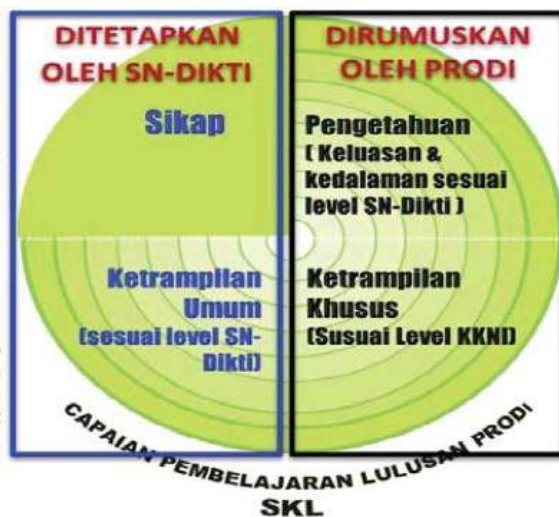 DITETAPKAN
OLEH SN-DIKTI
Sikap
Ketrampilan
Umum
(sesuai level SN-
Dikti)
DIRUMUSKAN
OLEH PRODI
Pengetahuan
( Keluasan &
kedalaman sesuai
level SN-Dikti )
Ketrampilan
Khusus
(Susuai Level KKNI)
CAPAIAN PEMBELAJARAN LULUSAN PRODI
SKL